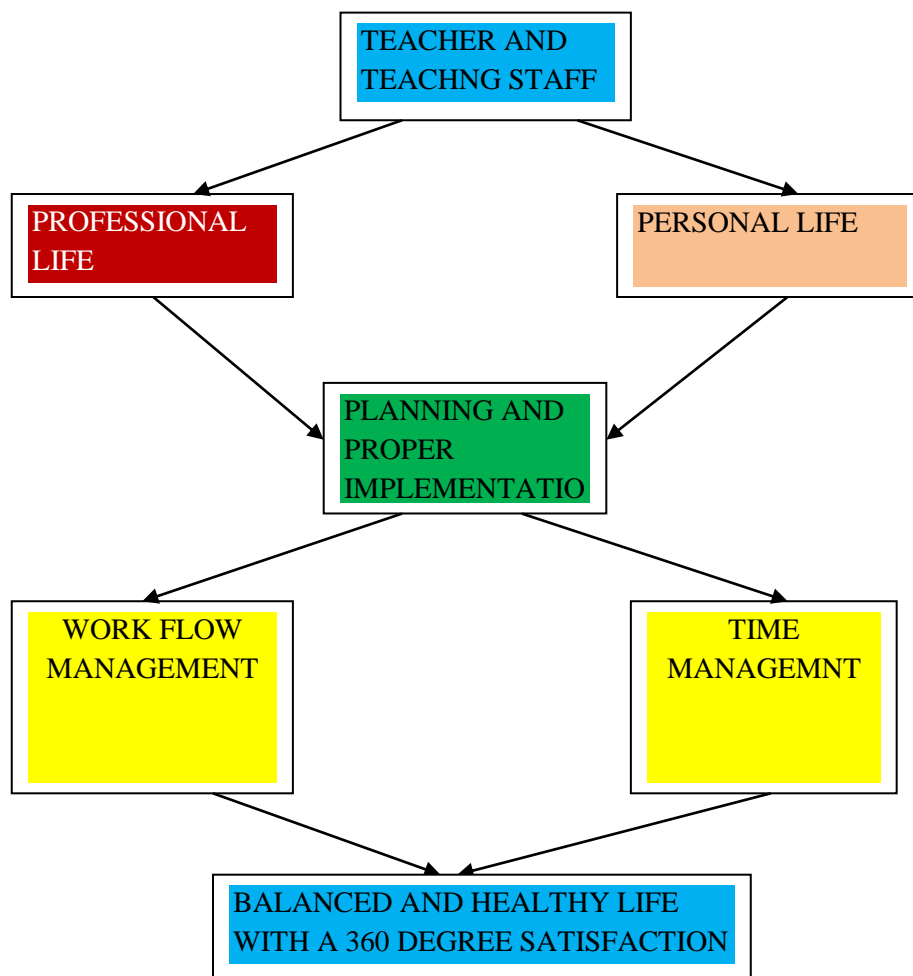 TEACHER AND
TEACHNG STAFF
PROFESSIONAL
LIFE
PERSONAL LIFE
PLANNING AND
PROPER
IMPLEMENTATIO
WORK FLOW
MANAGEMENT
TIME
MANAGEMNT
BALANCED AND HEALTHY LIFE
WITH A 360 DEGREE SATISFACTION